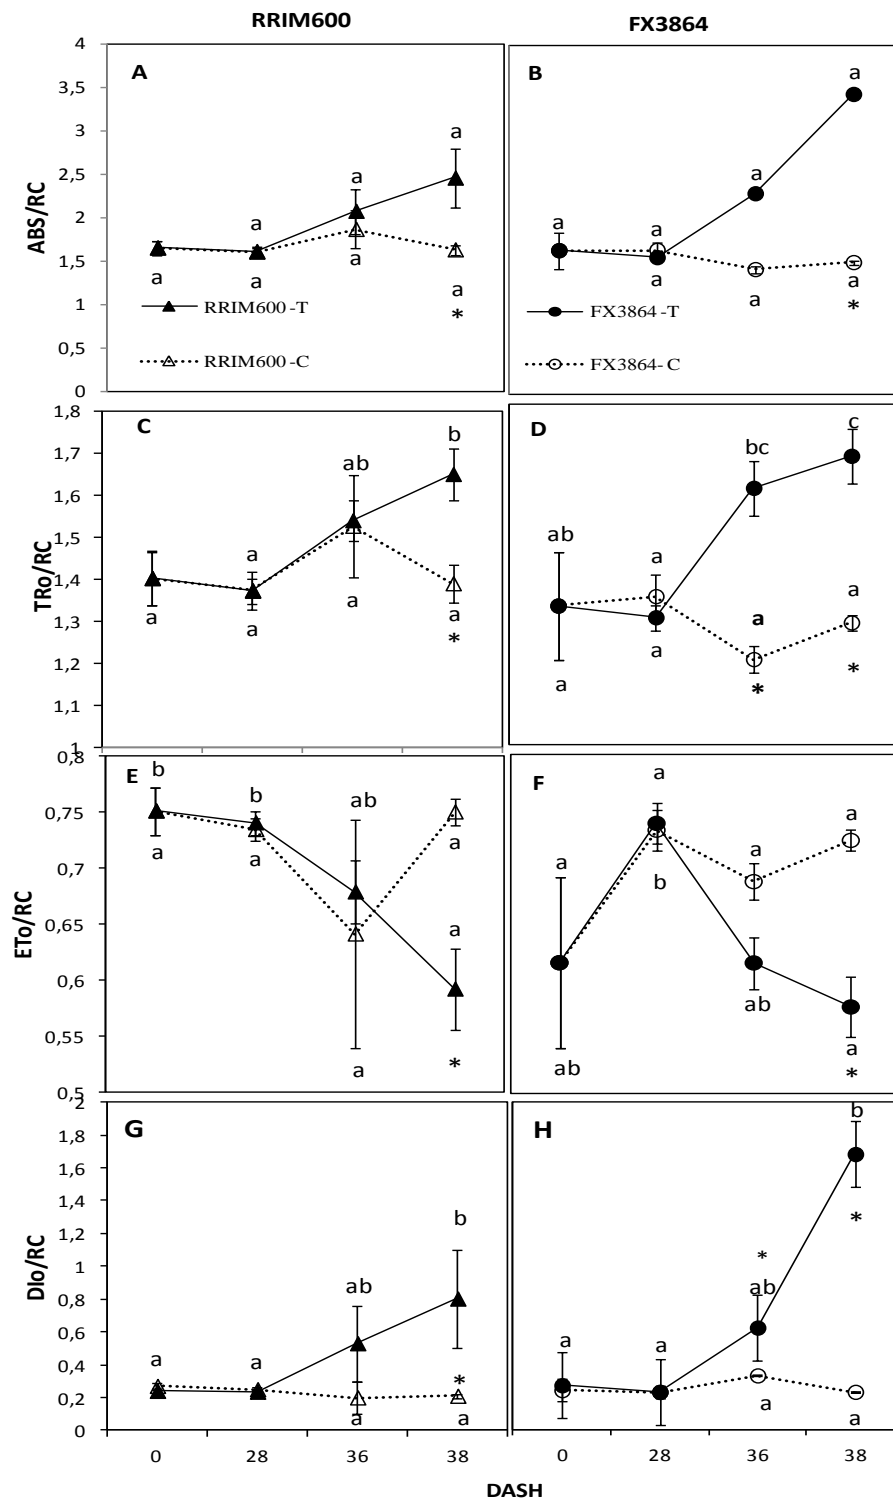 RRIM600 FX3864
4
3,5
3
2,5
2
1,5
1
0,5
0
ABS/RC
A
a a a a
a a a a
*
RRIM600 -T
RRIM600 -C
B
a a a a
a a a
*
FX3864 -T
FX3864- C
1,8
1,7
1,6
1,5
1,4
1,3
1,2
1,1
1
TRo/RC
C
a ab b
a a a a
*
D
ab a bc c
a a a a
* *
0,8
0,75
0,7
0,65
0,6
0,55
0,5
ETo/RC
E
b b ab a
a a a a
*
F
a a a a
ab b ab a
*
2
1,8
1,6
1,4
1,2
1
0,8
0,6
0,4
0,2
0
DIo/RC
G
a a ab b
*
a a
H
a a ab b
* *
a a
0 28 36 38 0 28 36 38
DASH